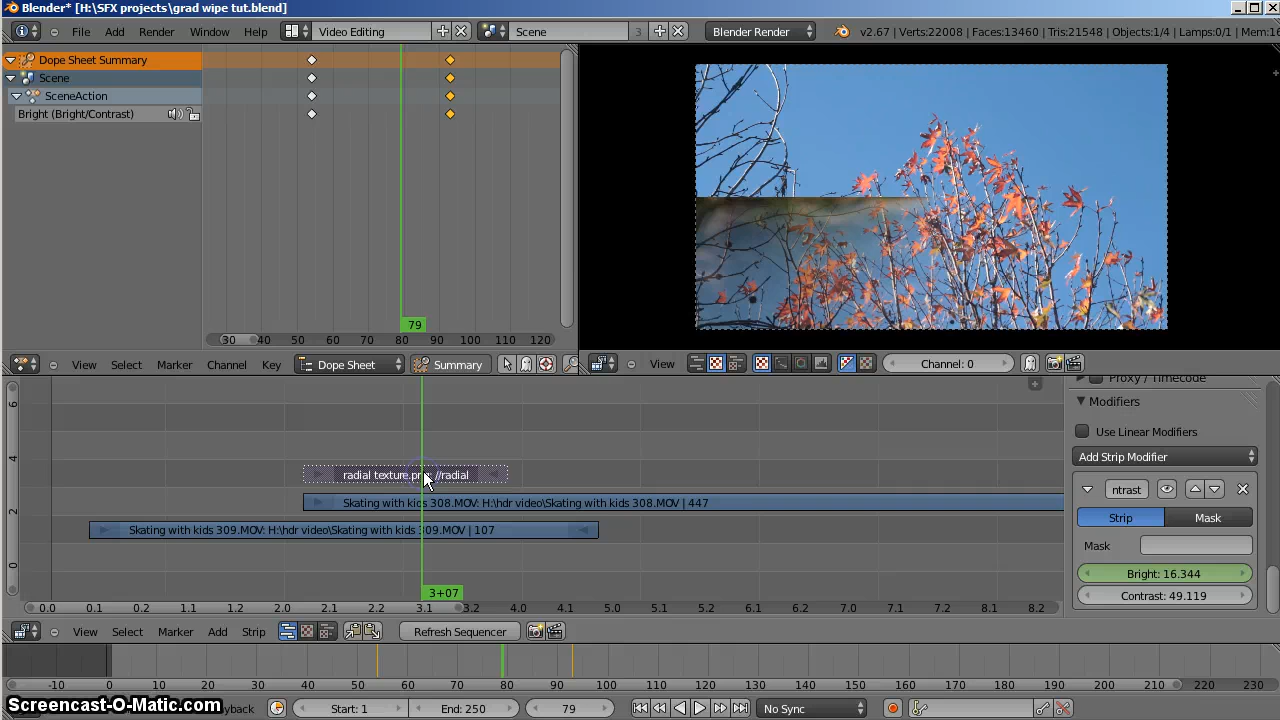 Blender* [H:\SFX projects\grad wipe tut.blend]
File Add Render Window Help Video Editing Scene 3 Blender Render v2.67 | Verts:22008 | Faces:13460 | Tris:21548 | Objects:1/4 | Lamps:0/1 | Mem:16
Dope Sheet Summary
Scene
SceneAction
Bright (Bright/Contrast)
79
30 40 50 60 70 80 90 100 110 120
View Select Marker Channel Key Dope Sheet Summary View Channel: 0
Proxy / Timecode
Modifiers
Use Linear Modifiers
Add Strip Modifier
ntrast
Strip Mask
Mask
Bright: 16.344
Contrast: 49.119
6
4
2
0
radial texture.png: //radial
Skating with kids 308.MOV: H:\hdr video\Skating with kids 308.MOV | 447
Skating with kids 309.MOV: H:\hdr video\Skating with kids 309.MOV | 107
3+07
0.0 0.1 0.2 1.1 1.2 2.0 2.1 2.2 3.1 3.2 4.0 4.1 5.0 5.1 5.2 6.0 6.1 7.0 7.1 8.0 8.1 8.2
View Select Marker Add Strip Refresh Sequencer
-10 0 10 20 30 40 50 60 70 80 90 100 110 120 130 140 150 160 170 180 190 200 210 220 230
Screencast-O-Matic.com
yback Start: 1 End: 250 79 No Sync